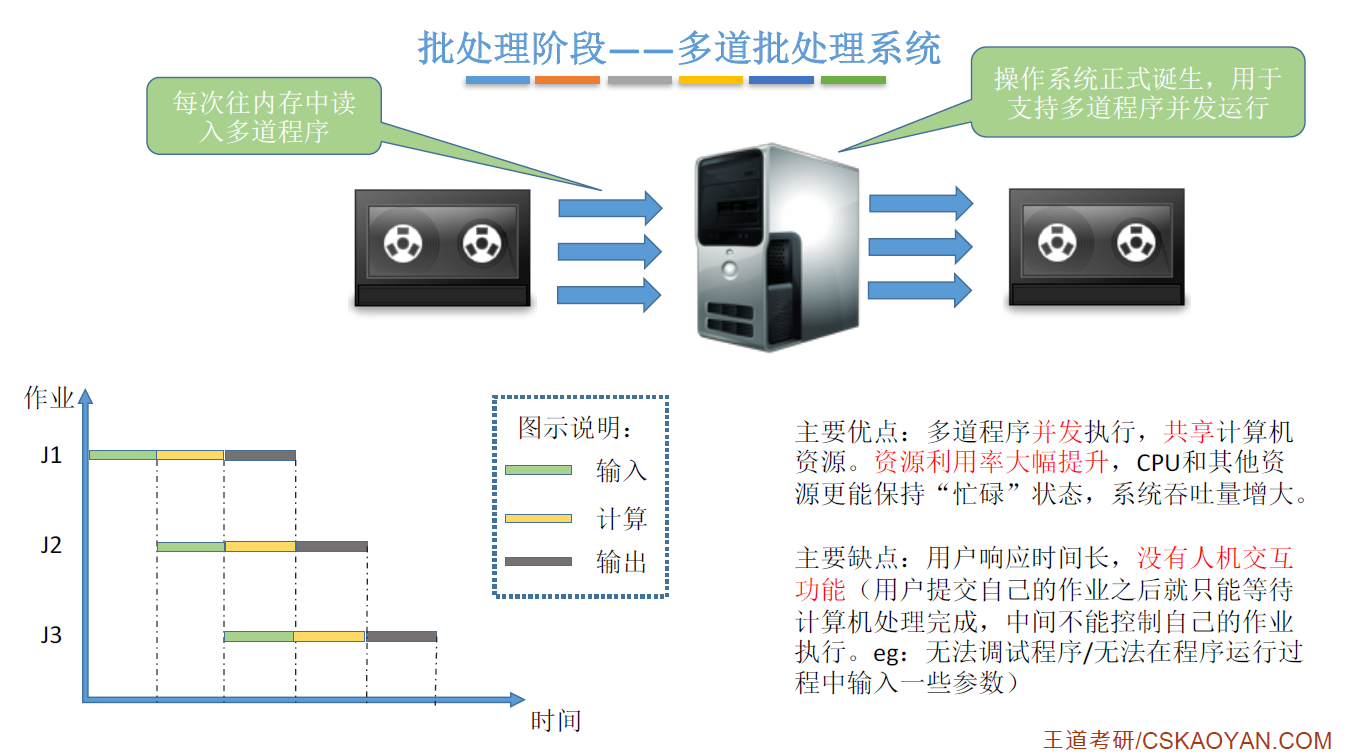 批处理阶段——多道批处理系统
每次往内存中读
入多道程序
操作系统正式诞生，用于
支持多道程序并发运行
作业
J1
J2
J3
时间
图示说明：
输入
计算
输出
主要优点：多道程序并发执行，共享计算机
资源。资源利用率大幅提升，CPU和其他资
源更能保持“忙碌”状态，系统吞吐量增大。
主要缺点：用户响应时间长，没有人机交互
功能（用户提交自己的作业之后就只能等待
计算机处理完成，中间不能控制自己的作业
执行。eg：无法调试程序/无法在程序运行过
程中输入一些参数）
王道考研/CSKAOYAN.COM